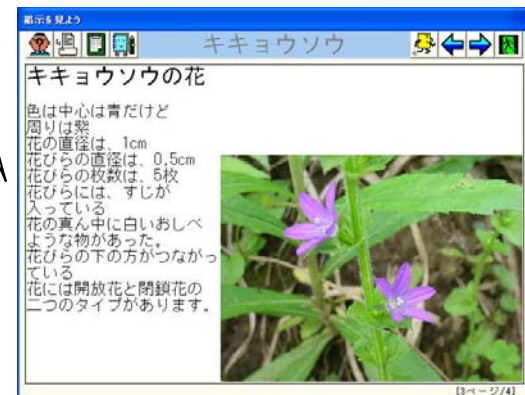 掲示を見よう
キキョウソウ
キキョウソウの花
色は中心は青だけど
周りは紫
花の直径は、1cm
花びらの直径は、0.5cm
花びらの枚数は、5枚
花びらには、すじが
入っている
花の真ん中に白いおしべ
ような物があった。
花びらの下の方がつながっ
ている
花には開放花と閉鎖花の
二つのタイプがあります。
[3ページ/4]